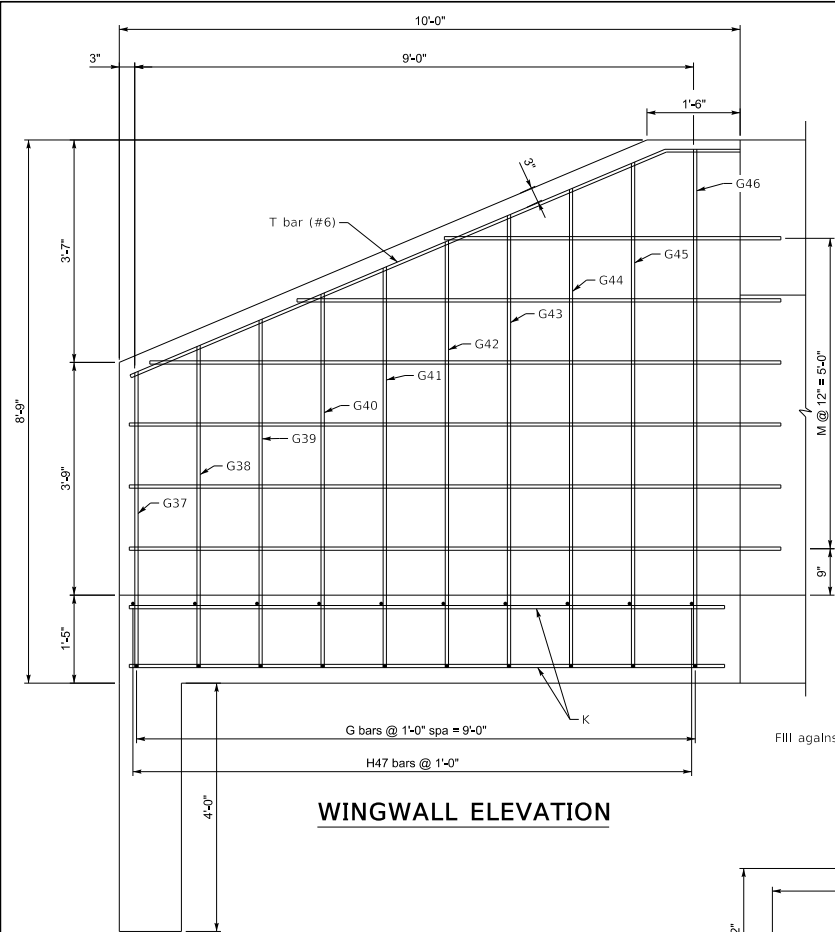 10'-0"
3"
9'-0"
1'-6"
3"
G46
T bar (#6)
3'-7"
G45
G44
G43
G42
M @ 12" = 5'-0"
G41
8'-9"
G40
G39
3'-9"
G38
G37
9"
1'-5"
K
G bars @ 1'-0" spa = 9'-0"
Fill agains
H47 bars @ 1'-0"
4'-0"
WINGWALL ELEVATION
2"